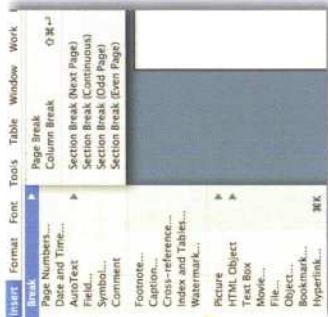 Insert Format Font Tools Table Window Work
Break
Page Numbers...
Date and Time...
AutoText
Field...
Symbol...
Comment
Footnote...
Caption...
Cross-reference...
Index and Tables...
Watermark...
Picture
HTML Object
Text Box
Movie...
File...
Object...
Bookmark...
Hyperlink... ⌘K
Page Break
Column Break ⇧⌘↵
Section Break (Next Page)
Section Break (Continuous)
Section Break (Odd Page)
Section Break (Even Page)